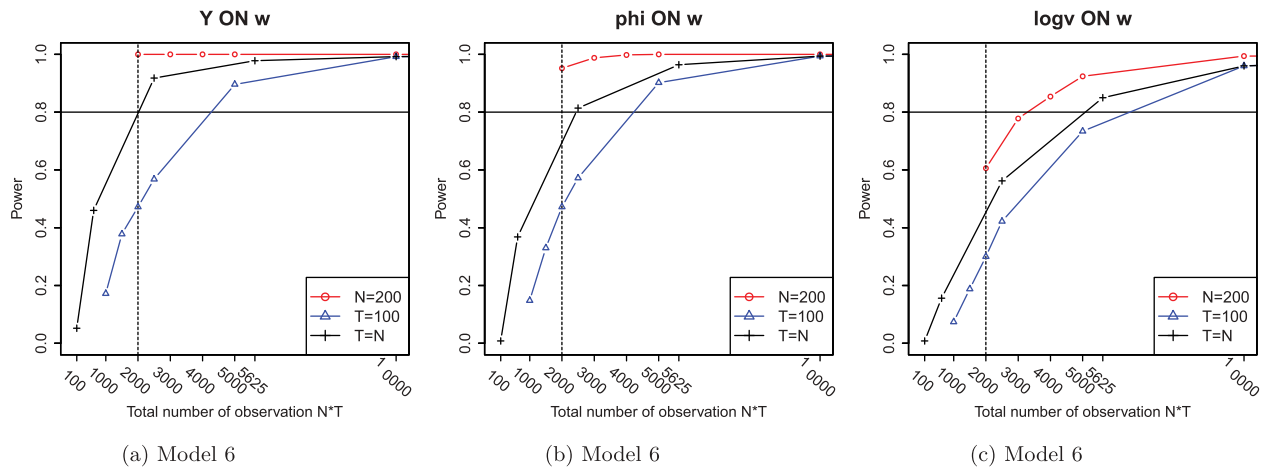 Y ON w
Power
0.0 0.2 0.4 0.6 0.8 1.0
100 1000 2000 3000 4000 5000 5625 1 0000
Total number of observation N*T
N=200
T=100
T=N
(a) Model 6
phi ON w
Power
0.0 0.2 0.4 0.6 0.8 1.0
100 1000 2000 3000 4000 5000 5625 1 0000
Total number of observation N*T
N=200
T=100
T=N
(b) Model 6
logv ON w
Power
0.0 0.2 0.4 0.6 0.8 1.0
100 1000 2000 3000 4000 5000 5625 1 0000
Total number of observation N*T
N=200
T=100
T=N
(c) Model 6